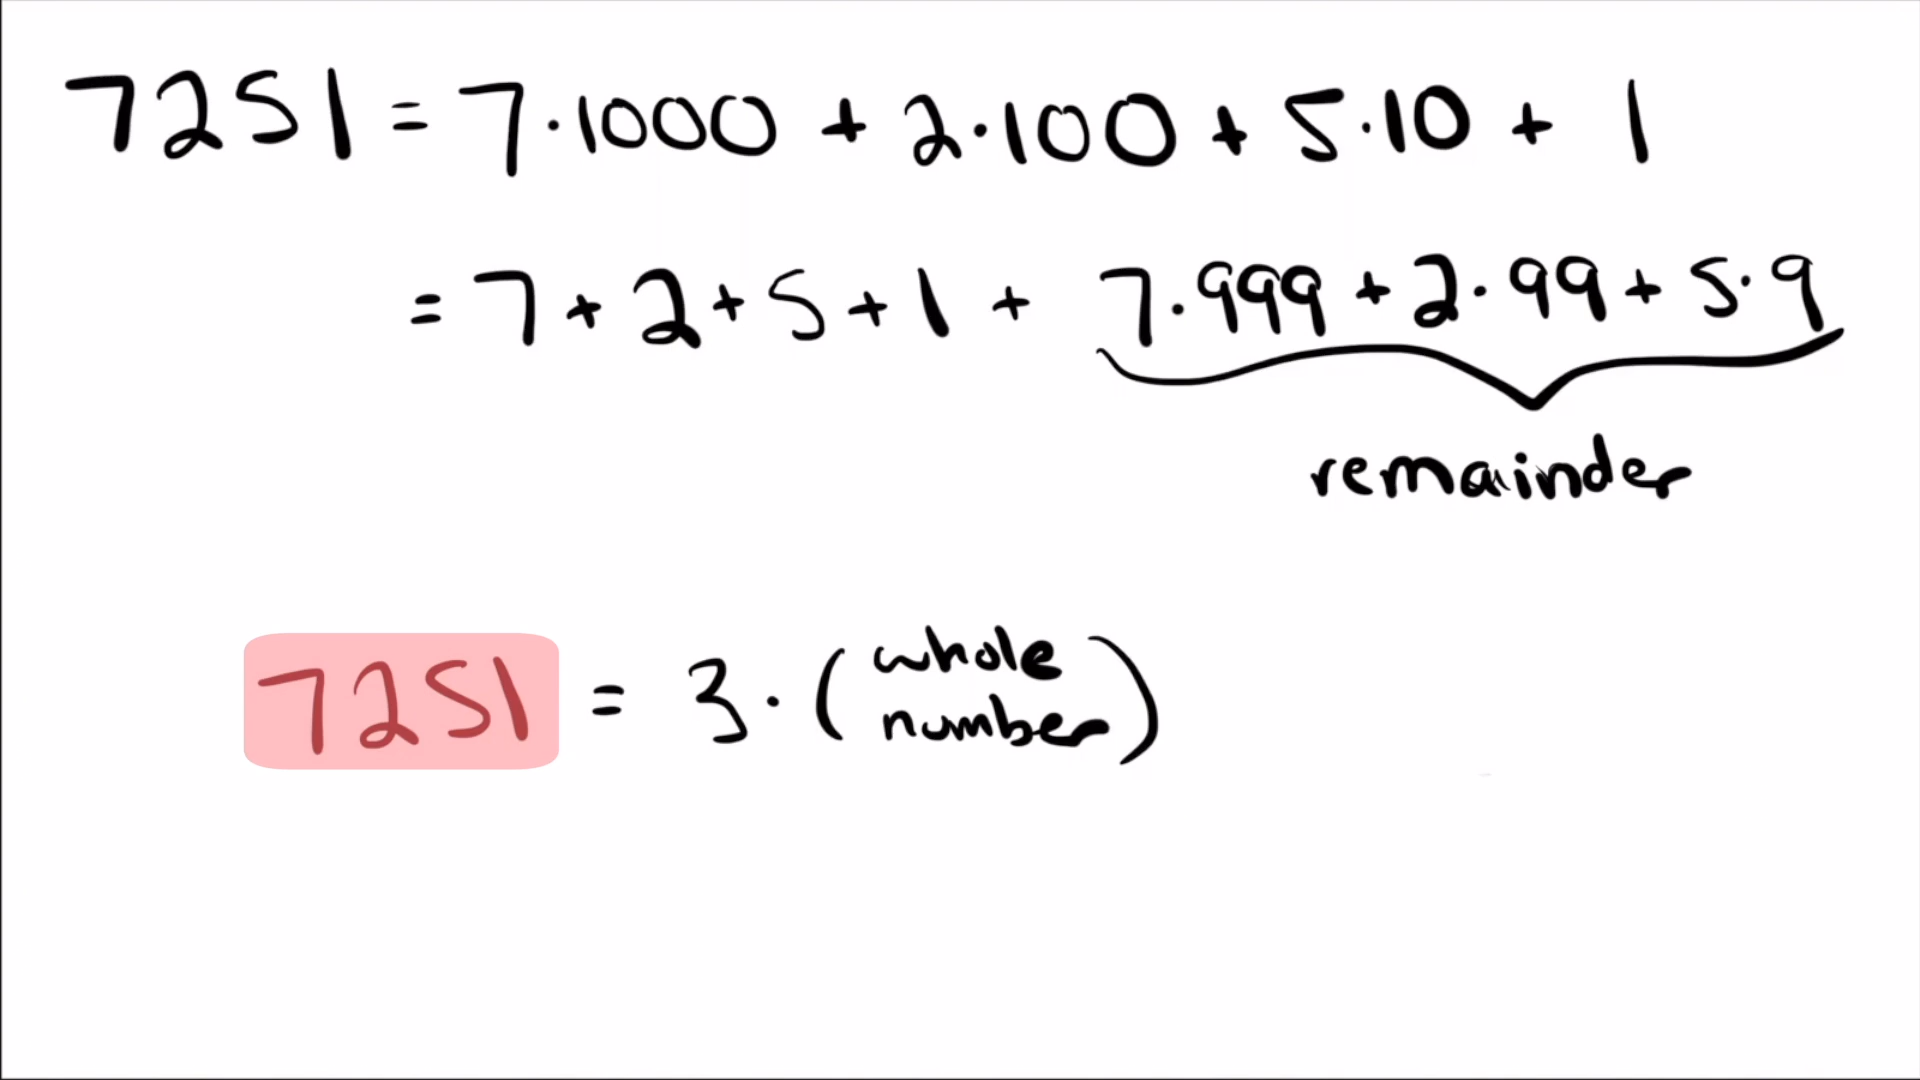 7251 = 7·1000 + 2·100 + 5·10 + 1
= 7 + 2 + 5 + 1 + 7·999 + 2·99 + 5·9
remainder
7251 = 3·(whole
number)